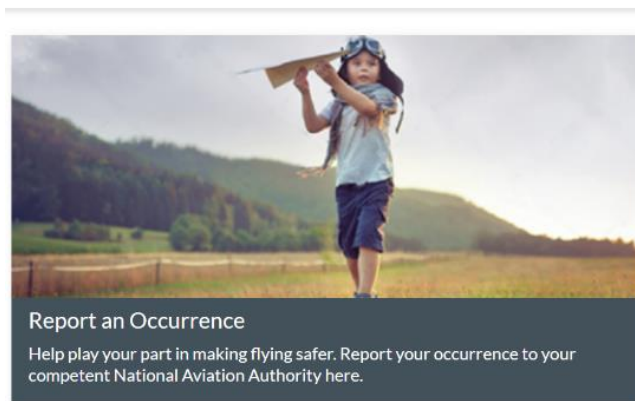 Report an Occurrence
Help play your part in making flying safer. Report your occurrence to your
competent National Aviation Authority here.